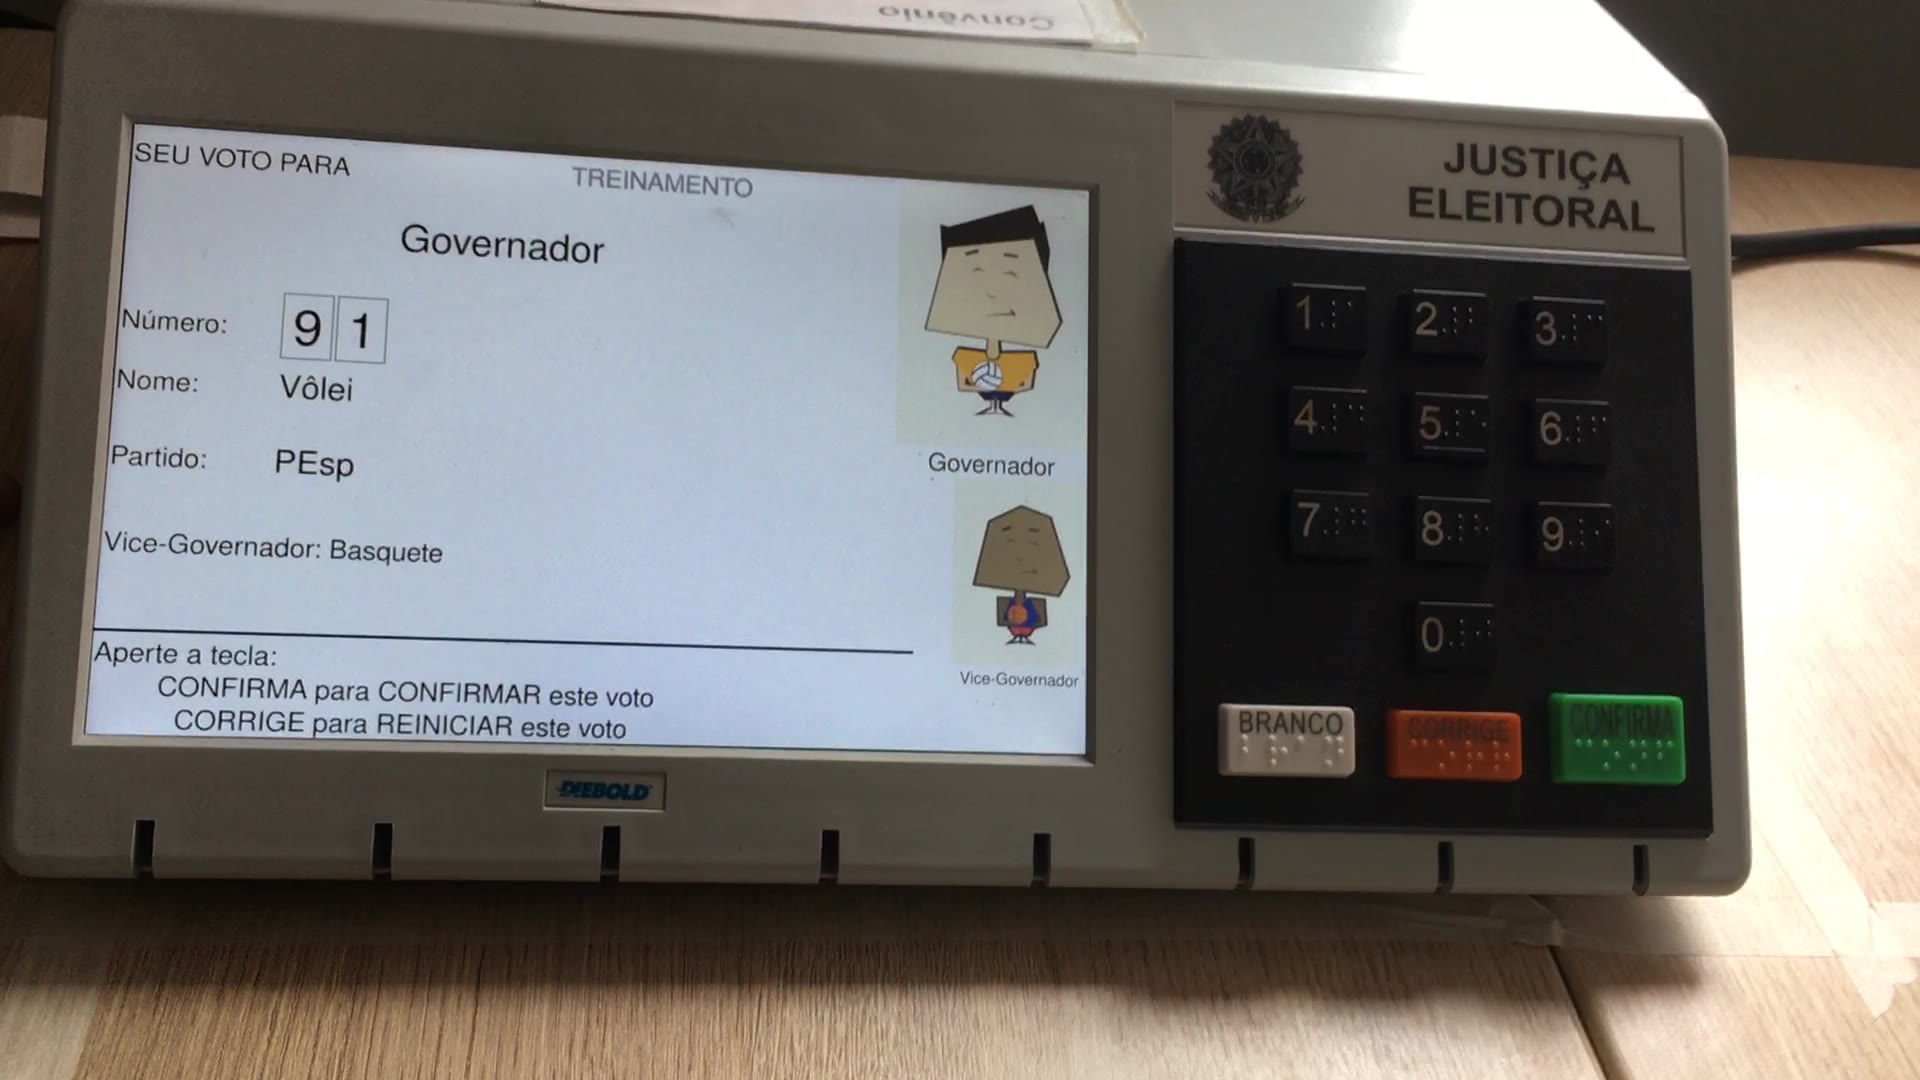 Convênio
SEU VOTO PARA
TREINAMENTO
Governador
Número: 9 1
Nome: Vôlei
Partido: PEsp
Vice-Governador: Basquete
Governador
Vice-Governador
Aperte a tecla:
CONFIRMA para CONFIRMAR este voto
CORRIGE para REINICIAR este voto
DIEBOLD
JUSTIÇA
ELEITORAL
1 2 3
4 5 6
7 8 9
0
BRANCO CORRIGE CONFIRMA